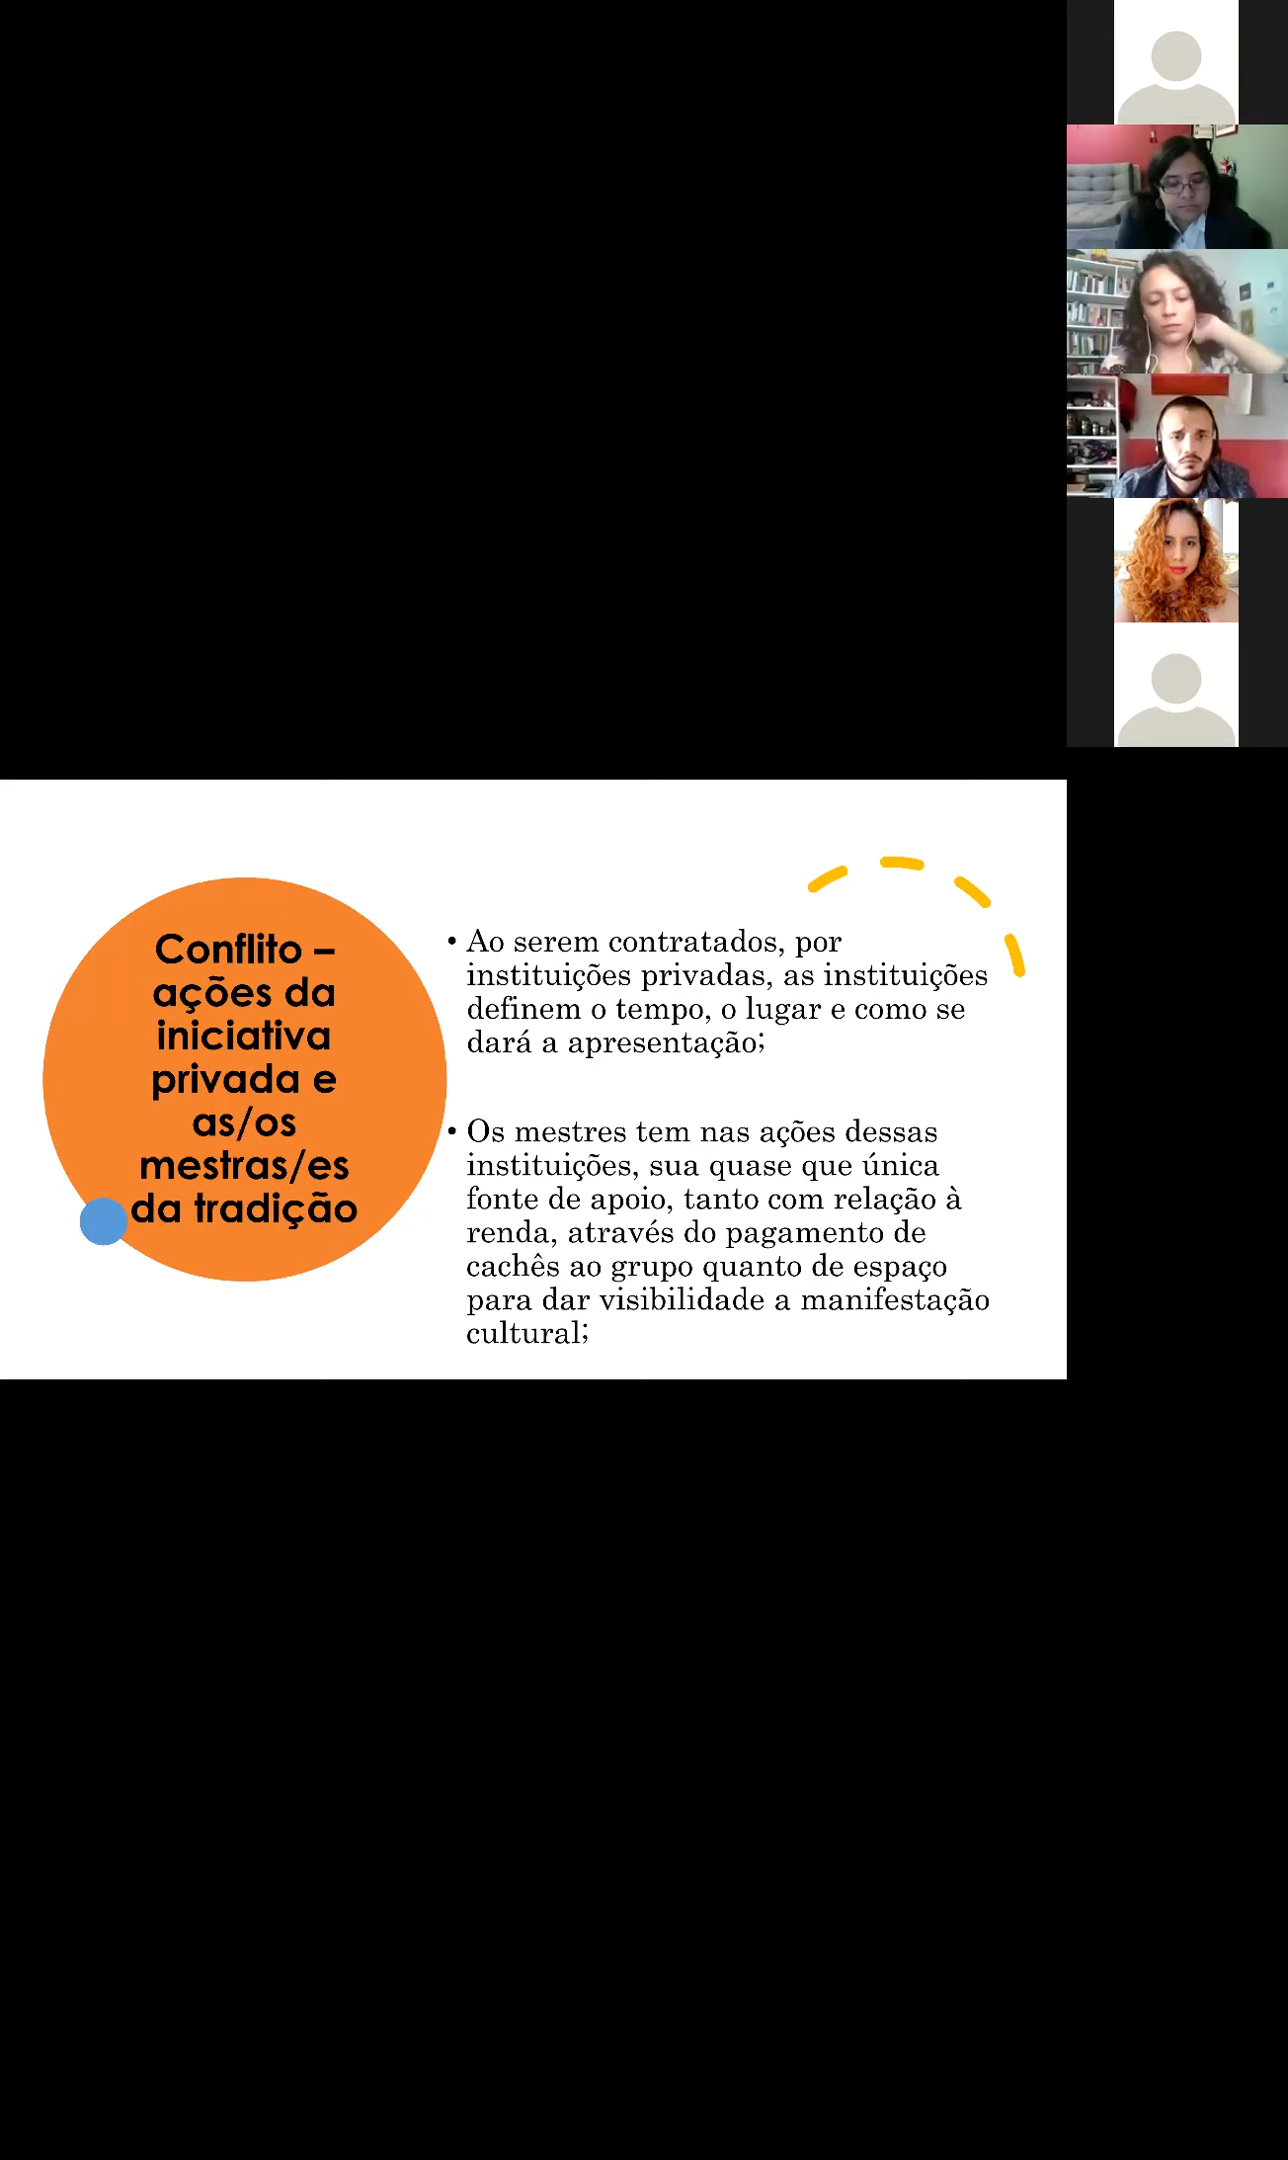 Conflito –
ações da
iniciativa
privada e
as/os
mestras/es
da tradição
• Ao serem contratados, por
instituições privadas, as instituições
definem o tempo, o lugar e como se
dará a apresentação;
• Os mestres tem nas ações dessas
instituições, sua quase que única
fonte de apoio, tanto com relação à
renda, através do pagamento de
cachês ao grupo quanto de espaço
para dar visibilidade a manifestação
cultural;